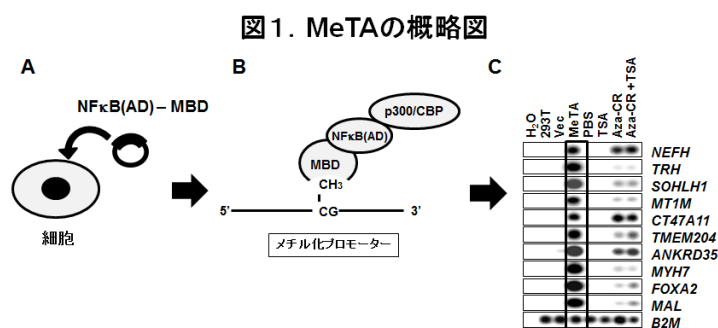 図1. MeTAの概略図
A
NFκB(AD) – MBD
細胞
B
p300/CBP
NFκB(AD)
MBD
CH₃
5’
CG
3’
メチル化プロモーター
C
H₂O
293T
Vec
MeTA
PBS
TSA
Aza-CR
Aza-CR +TSA
NEFH
TRH
SOHLH1
MT1M
CT47A11
TMEM204
ANKRD35
MYH7
FOXA2
MAL
B2M